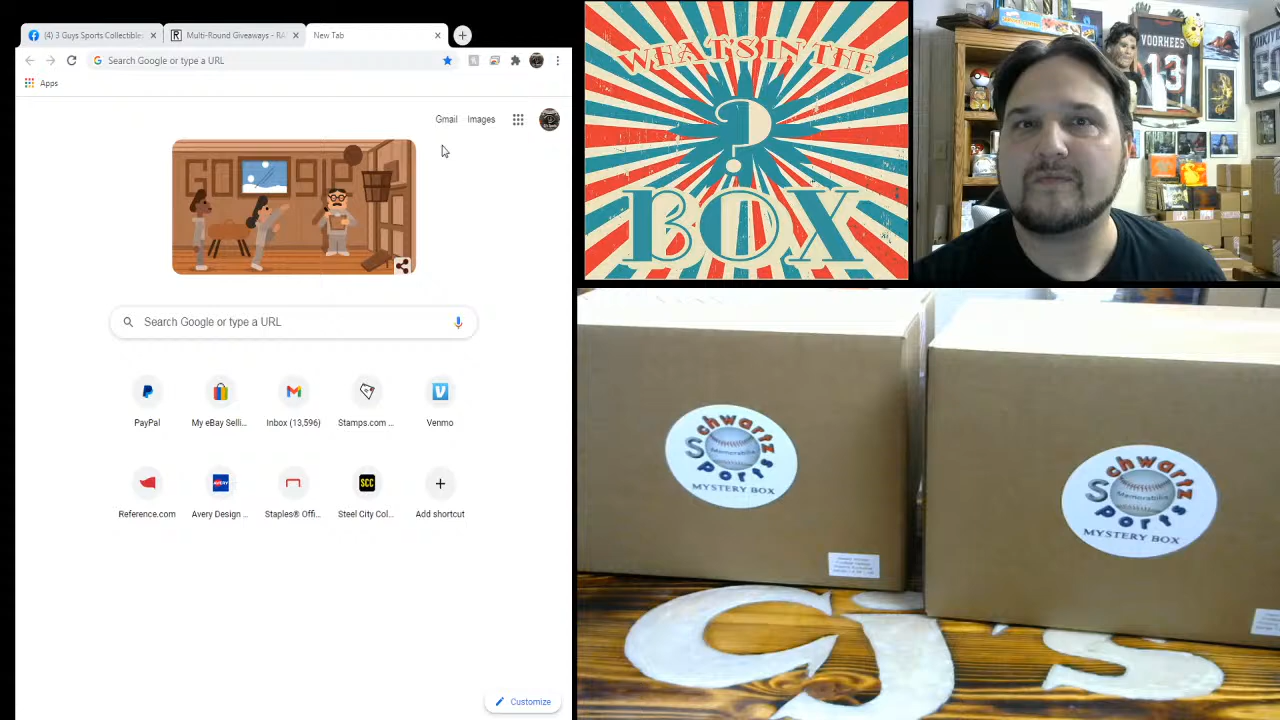 (4) 3 Guys Sports Collectible:
Multi-Round Giveaways - RA
New Tab
Search Google or type a URL
Apps
Gmail
Images
Search Google or type a URL
PayPal
My eBay Selli...
Inbox (13,596)
Stamps.com ...
Venmo
Reference.com
AVERY
Avery Design ...
Staples® Offi...
SCC
Steel City Col...
Add shortcut
Customize
WHAT'S IN THE
?
BOX
VOORHEES
13
Schwartz
Sports
Memorabilia
MYSTERY BOX
Schwartz
Sports
Memorabilia
MYSTERY BOX
CJ's